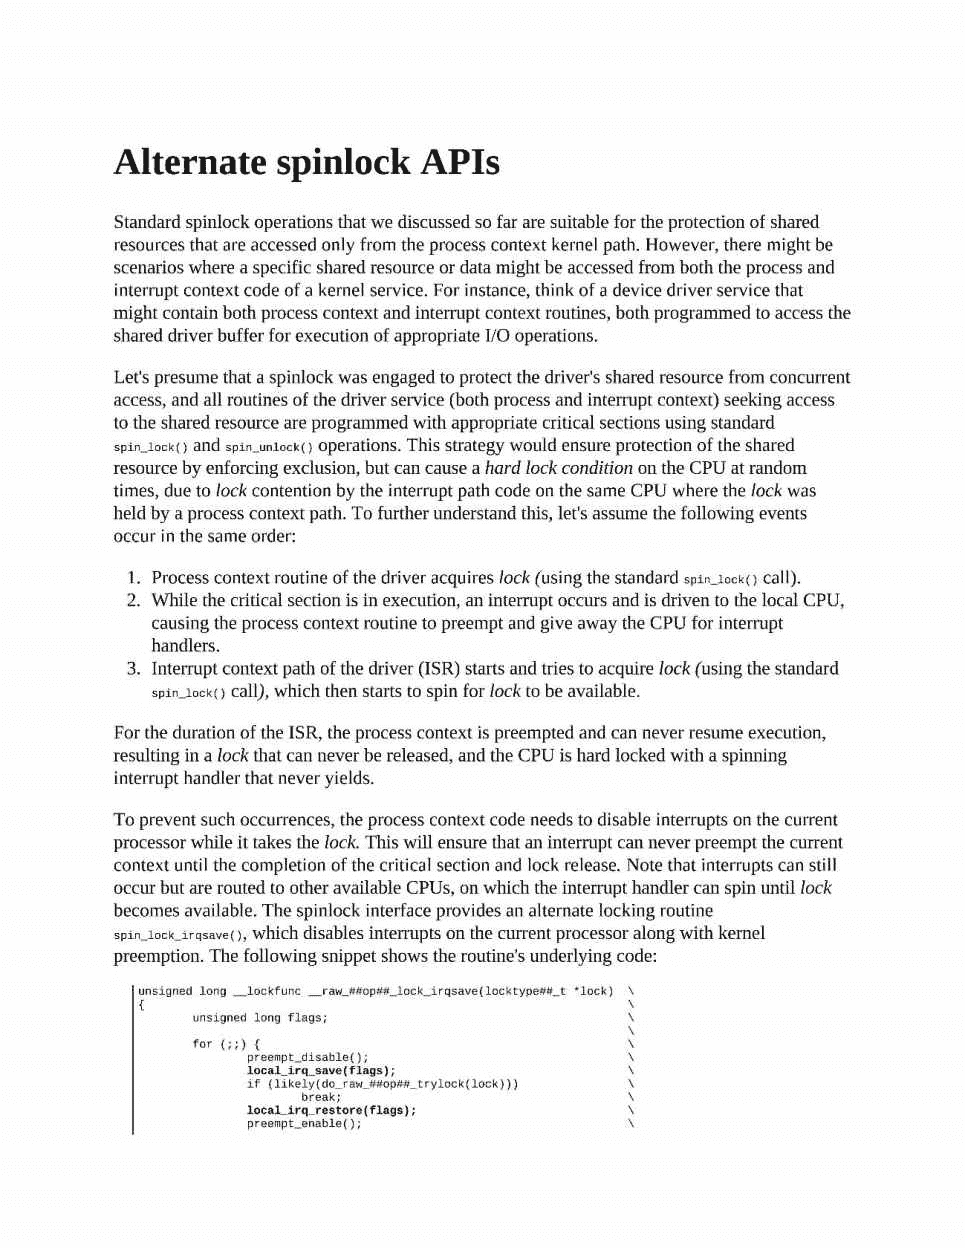 Alternate spinlock APIs
Standard spinlock operations that we discussed so far are suitable for the protection of shared
resources that are accessed only from the process context kernel path. However, there might be
scenarios where a specific shared resource or data might be accessed from both the process and
interrupt context code of a kernel service. For instance, think of a device driver service that
might contain both process context and interrupt context routines, both programmed to access the
shared driver buffer for execution of appropriate I/O operations.
Let's presume that a spinlock was engaged to protect the driver's shared resource from concurrent
access, and all routines of the driver service (both process and interrupt context) seeking access
to the shared resource are programmed with appropriate critical sections using standard
spin_lock() and spin_unlock() operations. This strategy would ensure protection of the shared
resource by enforcing exclusion, but can cause a hard lock condition on the CPU at random
times, due to lock contention by the interrupt path code on the same CPU where the lock was
held by a process context path. To further understand this, let's assume the following events
occur in the same order:
1. Process context routine of the driver acquires lock (using the standard spin_lock() call).
2. While the critical section is in execution, an interrupt occurs and is driven to the local CPU,
causing the process context routine to preempt and give away the CPU for interrupt
handlers.
3. Interrupt context path of the driver (ISR) starts and tries to acquire lock (using the standard
spin_lock() call), which then starts to spin for lock to be available.
For the duration of the ISR, the process context is preempted and can never resume execution,
resulting in a lock that can never be released, and the CPU is hard locked with a spinning
interrupt handler that never yields.
To prevent such occurrences, the process context code needs to disable interrupts on the current
processor while it takes the lock. This will ensure that an interrupt can never preempt the current
context until the completion of the critical section and lock release. Note that interrupts can still
occur but are routed to other available CPUs, on which the interrupt handler can spin until lock
becomes available. The spinlock interface provides an alternate locking routine
spin_lock_irqsave(), which disables interrupts on the current processor along with kernel
preemption. The following snippet shows the routine's underlying code:
unsigned long __lockfunc __raw_##op##_lock_irqsave(locktype##_t *lock) \
{ \
unsigned long flags; \
\
for (;;) { \
preempt_disable(); \
local_irq_save(flags); \
if (likely(do_raw_##op##_trylock(lock))) \
break; \
local_irq_restore(flags); \
preempt_enable(); \